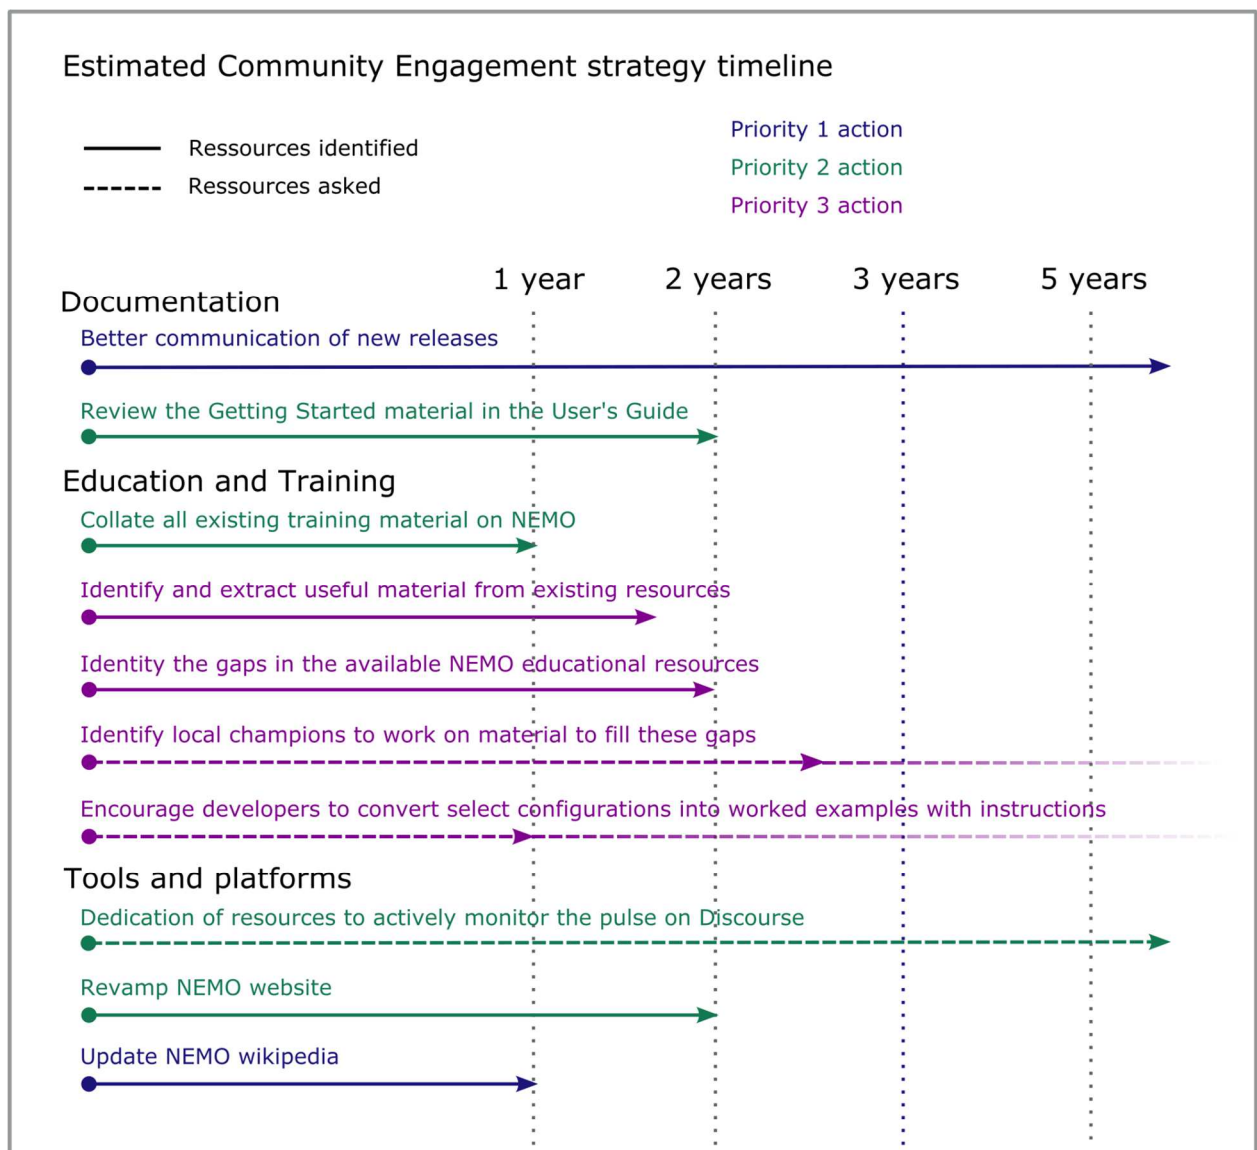 Estimated Community Engagement strategy timeline
Ressources identified
Ressources asked
Priority 1 action
Priority 2 action
Priority 3 action
1 year
2 years
3 years
5 years
Documentation
Better communication of new releases
Review the Getting Started material in the User's Guide
Education and Training
Collate all existing training material on NEMO
Identify and extract useful material from existing resources
Identity the gaps in the available NEMO educational resources
Identify local champions to work on material to fill these gaps
Encourage developers to convert select configurations into worked examples with instructions
Tools and platforms
Dedication of resources to actively monitor the pulse on Discourse
Revamp NEMO website
Update NEMO wikipedia